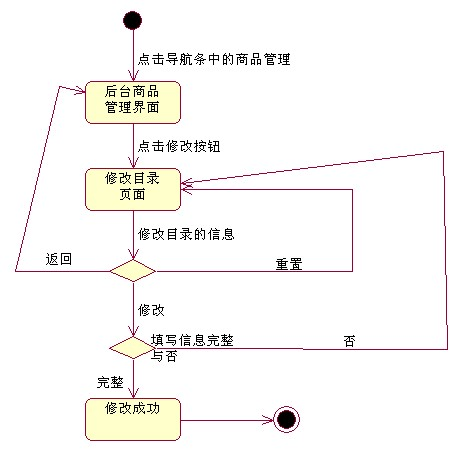 点击导航条中的商品管理
后台商品
管理界面
点击修改按钮
修改目录
页面
修改目录的信息
返回
重置
修改
填写信息完整
与否
否
完整
修改成功